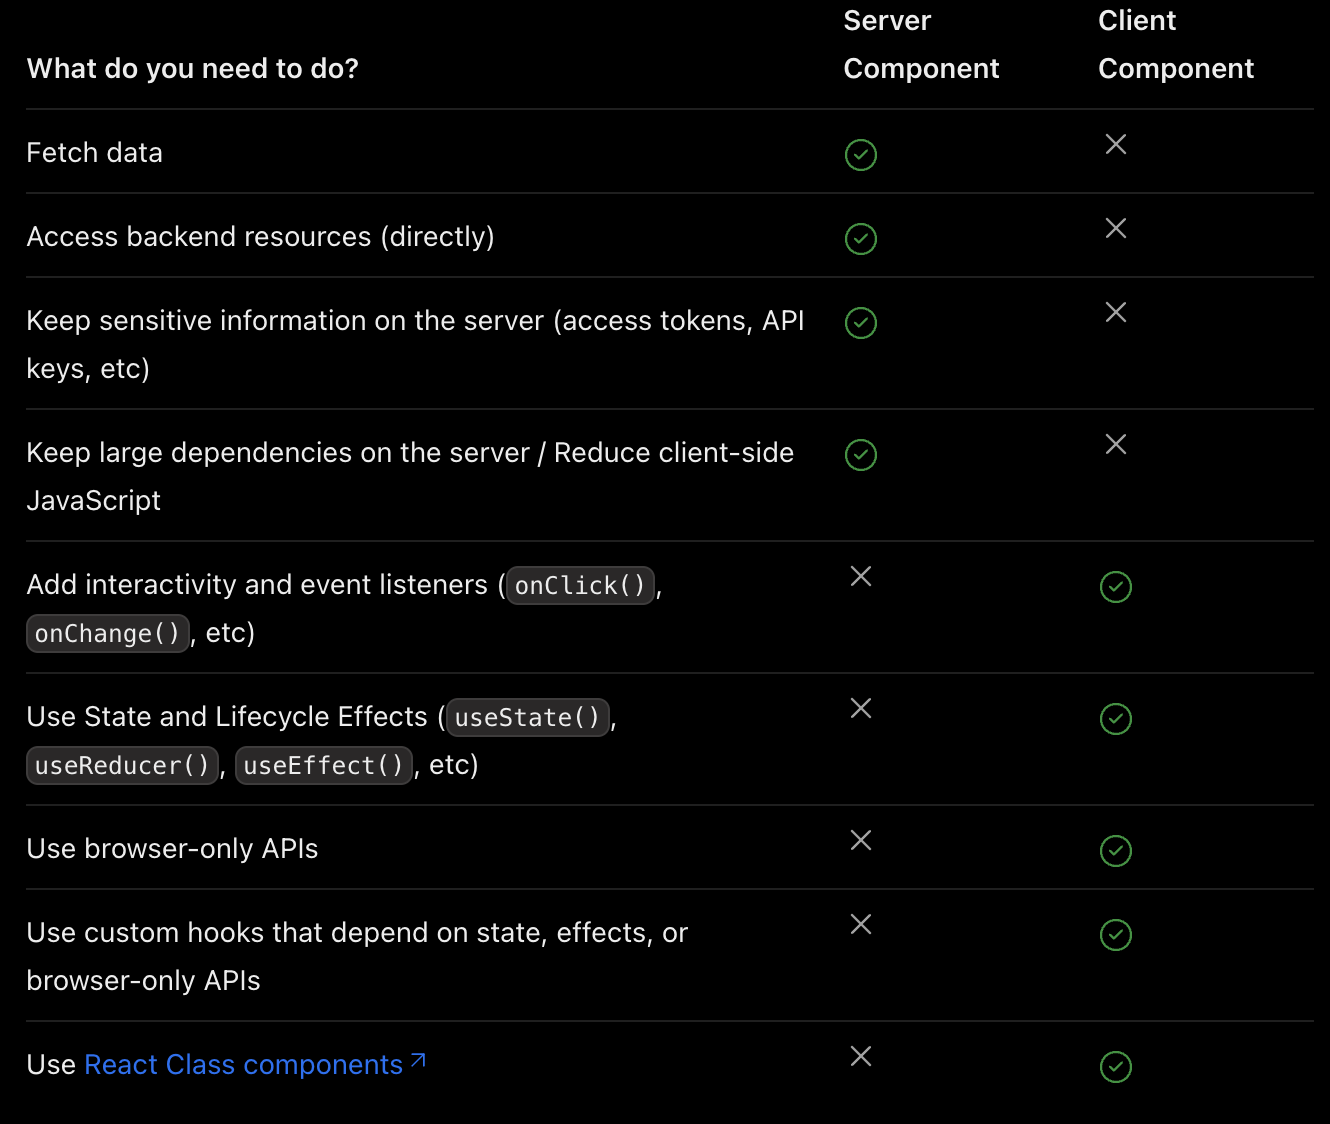 Server Component
Client Component
What do you need to do?
Fetch data
Access backend resources (directly)
Keep sensitive information on the server (access tokens, API
keys, etc)
Keep large dependencies on the server / Reduce client-side
JavaScript
Add interactivity and event listeners (onClick(),
onChange(), etc)
Use State and Lifecycle Effects (useState(),
useReducer(), useEffect(), etc)
Use browser-only APIs
Use custom hooks that depend on state, effects, or
browser-only APIs
Use React Class components